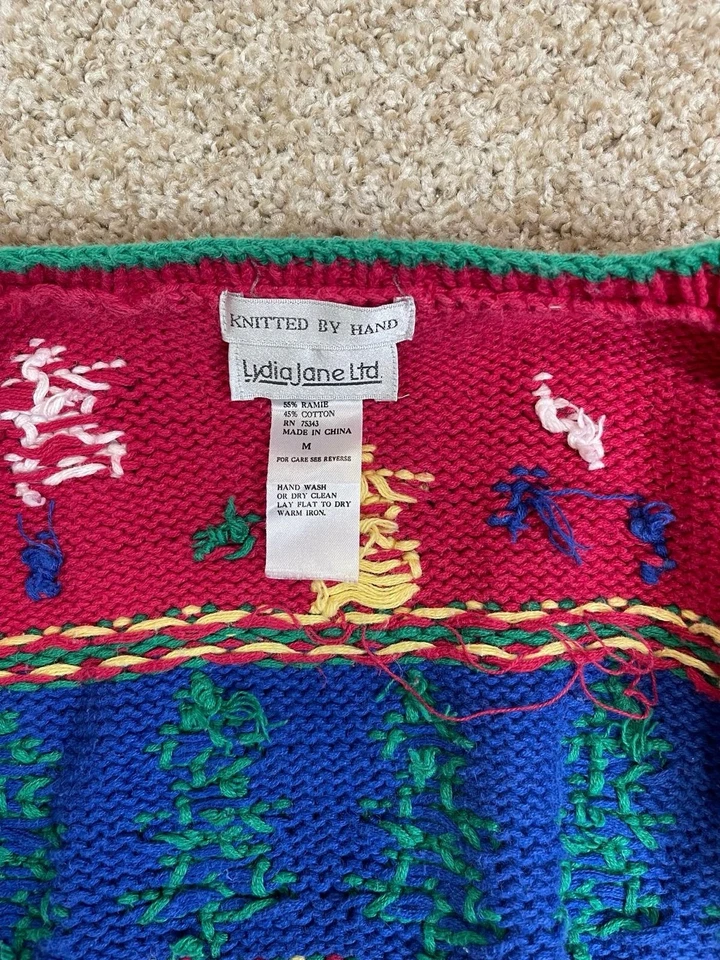 KNITTED BY HAND
Lydia Jane Ltd.
55% RAMIE
45% COTTON
RN 75343
MADE IN CHINA
M
FOR CARE SEE REVERSE
HAND WASH
OR DRY CLEAN
LAY FLAT TO DRY
WARM IRON.